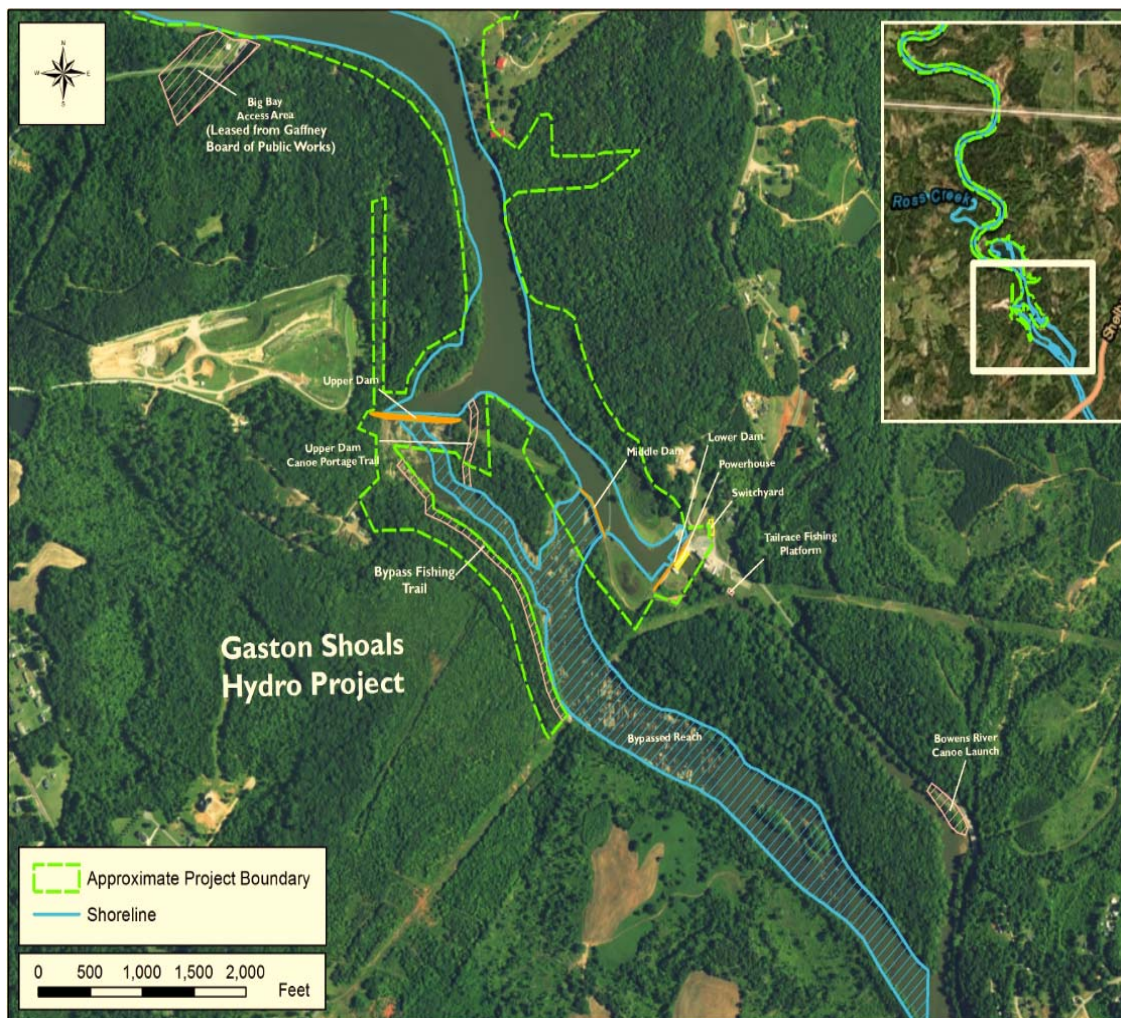 N
W
E
S
Big Bay
Access Area
(Leased from Gaffney
Board of Public Works)
Ross Creek
Upper Dam
Upper Dam
Canoe Portage Trail
Middle Dam
Lower Dam
Powerhouse
Switchyard
Tailrace Fishing
Platform
Bypass Fishing
Trail
Gaston Shoals
Hydro Project
Bypassed Reach
Bowens River
Canoe Launch
Approximate Project Boundary
Shoreline
0 500 1,000 1,500 2,000
Feet